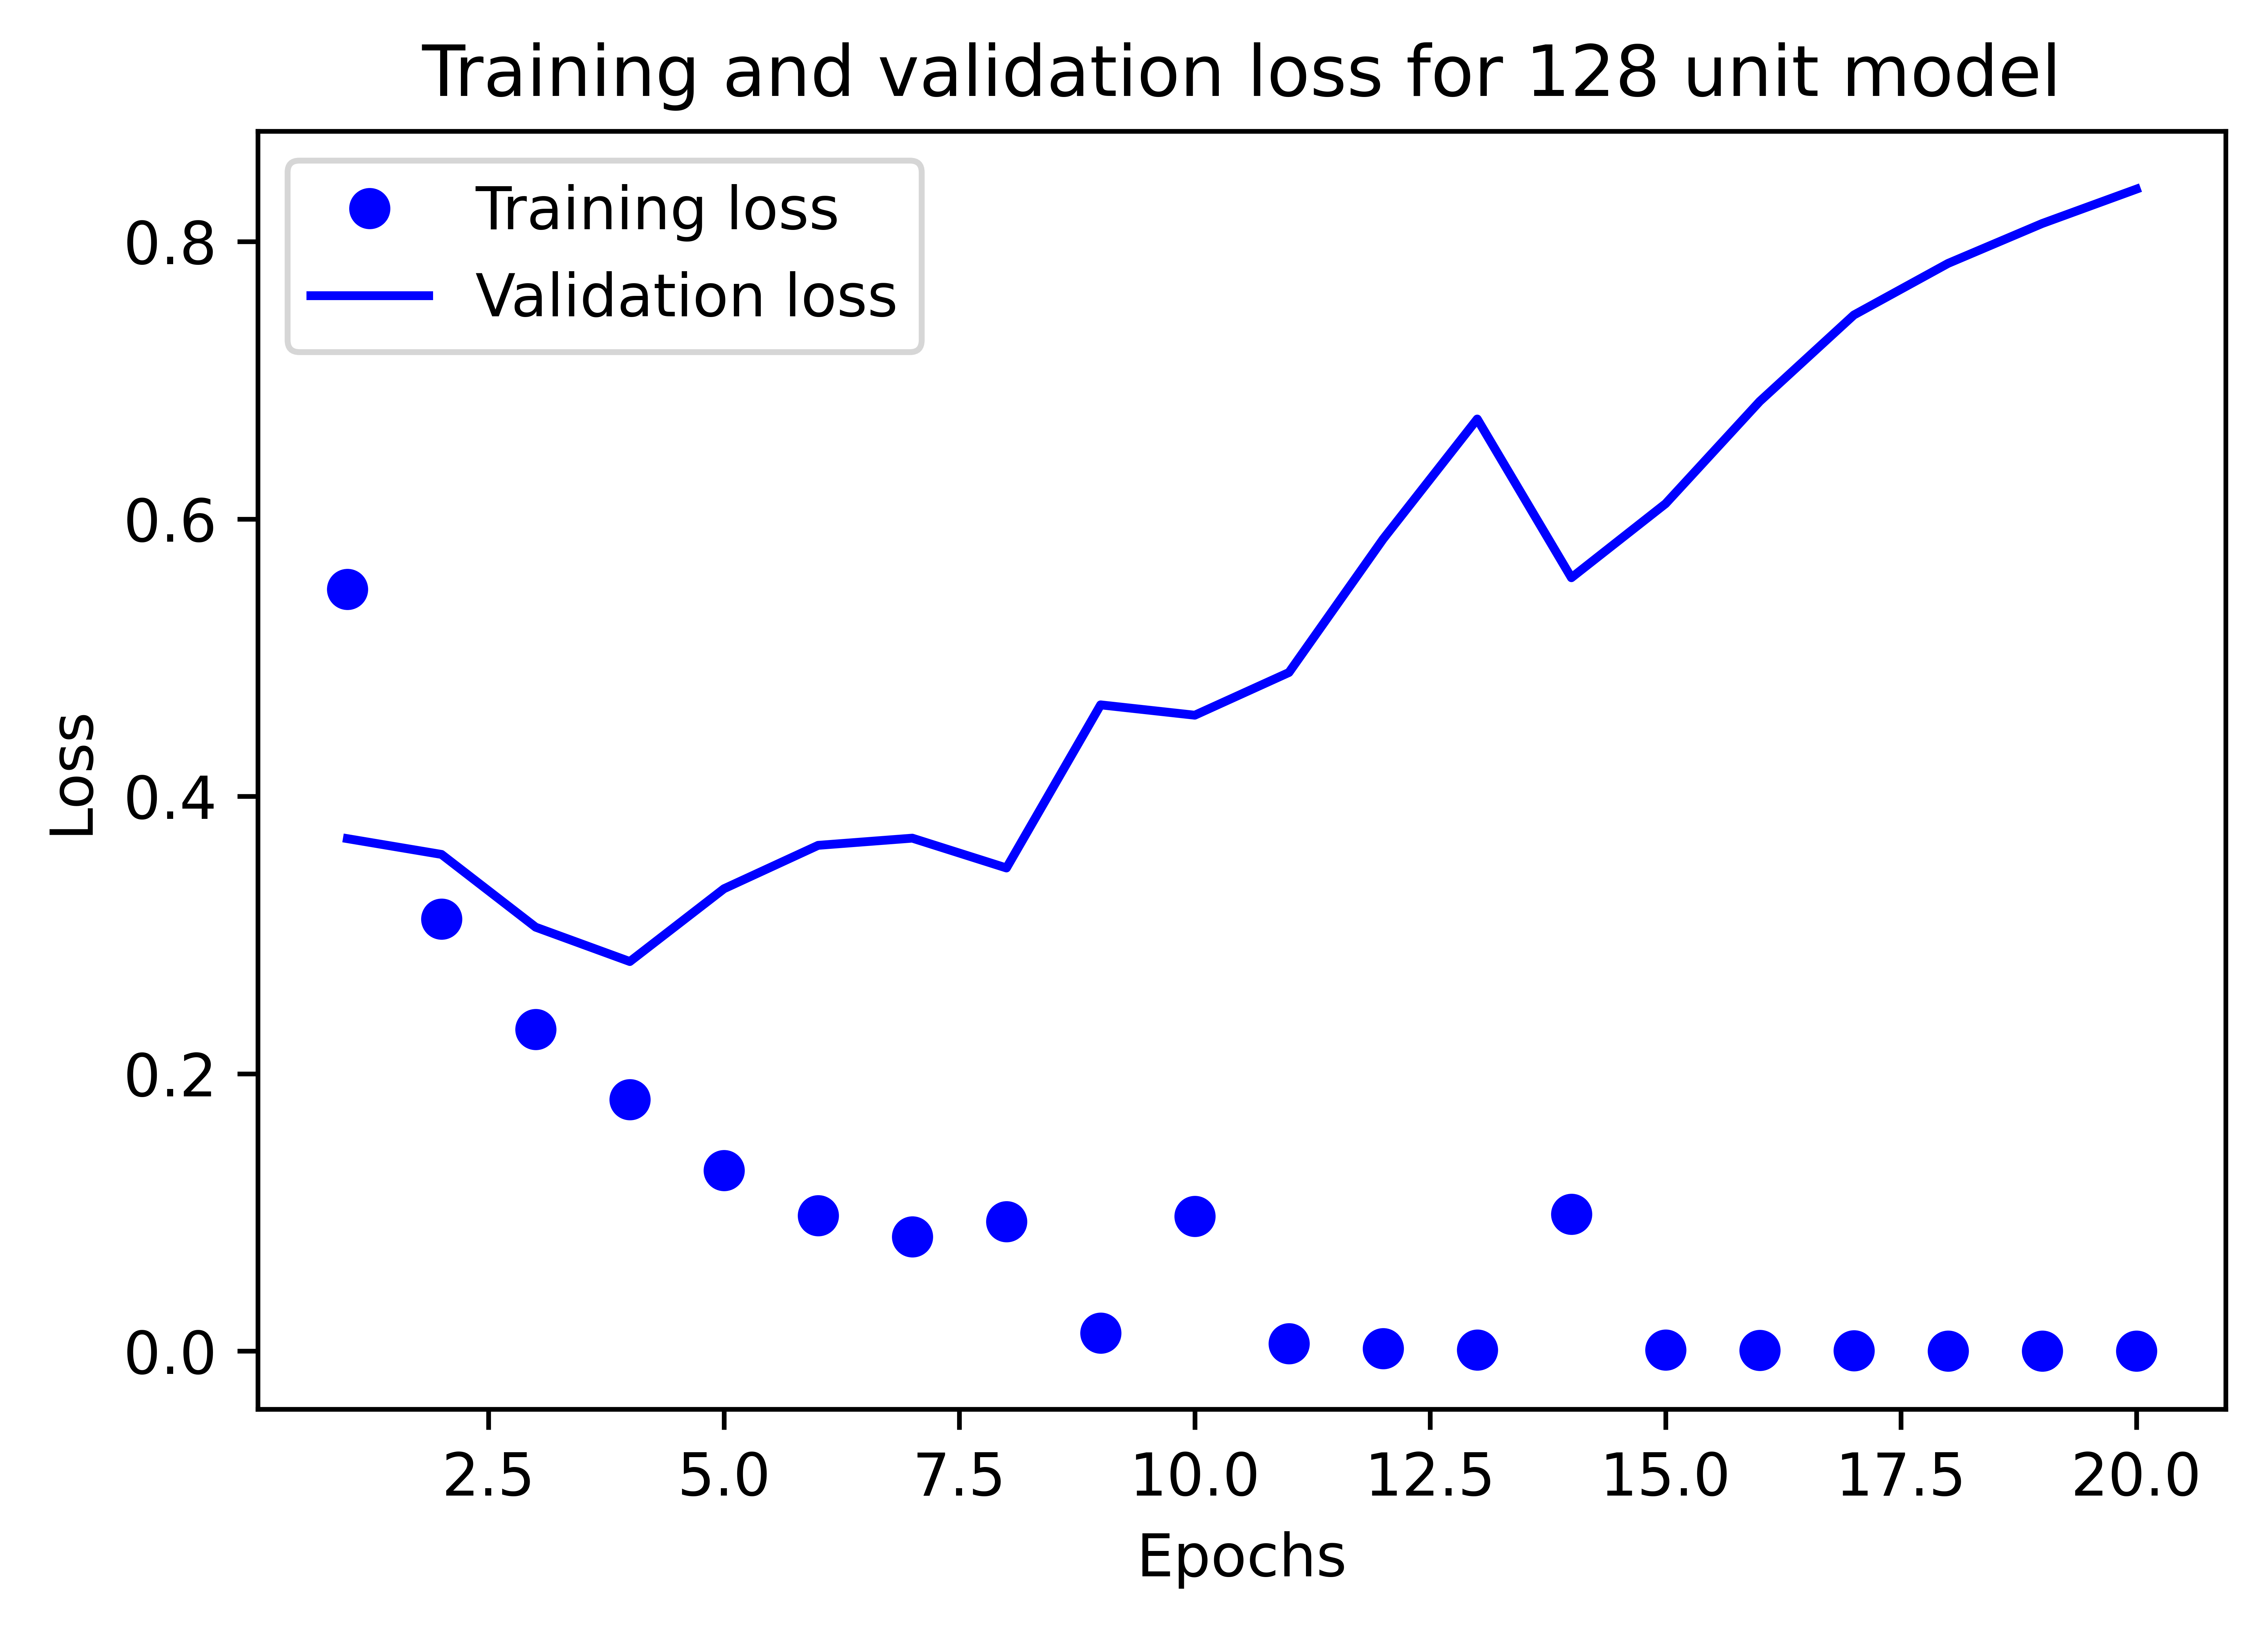 Training and validation loss for 128 unit model
Training loss
Validation loss
0.8
0.6
0.4
0.2
0.0
Loss
2.5 5.0 7.5 10.0 12.5 15.0 17.5 20.0
Epochs